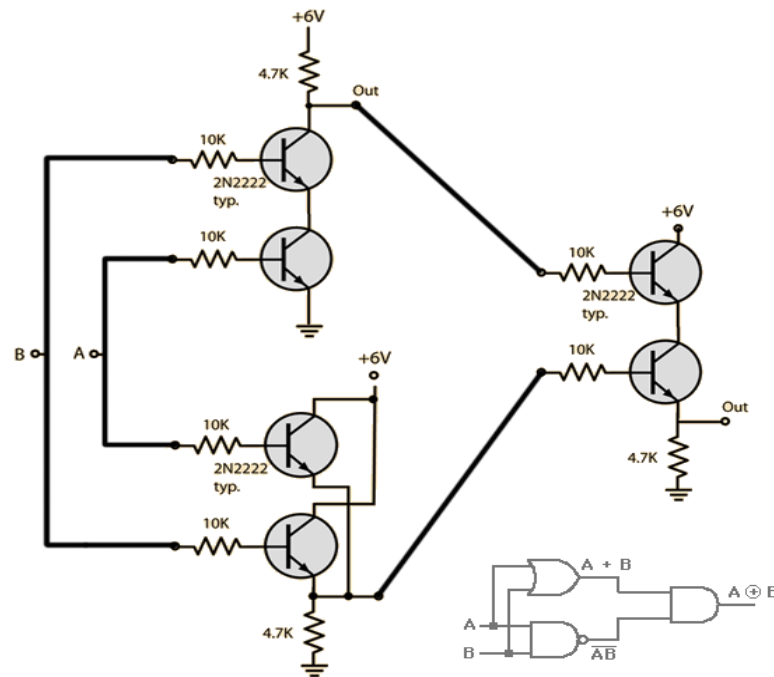 +6V
4.7K
Out
10K
2N2222
typ.
10K
B
A
+6V
10K
2N2222
typ.
10K
4.7K
+6V
10K
2N2222
typ.
10K
Out
4.7K
A + B
A ⊕ B
A
B
A̅B̅